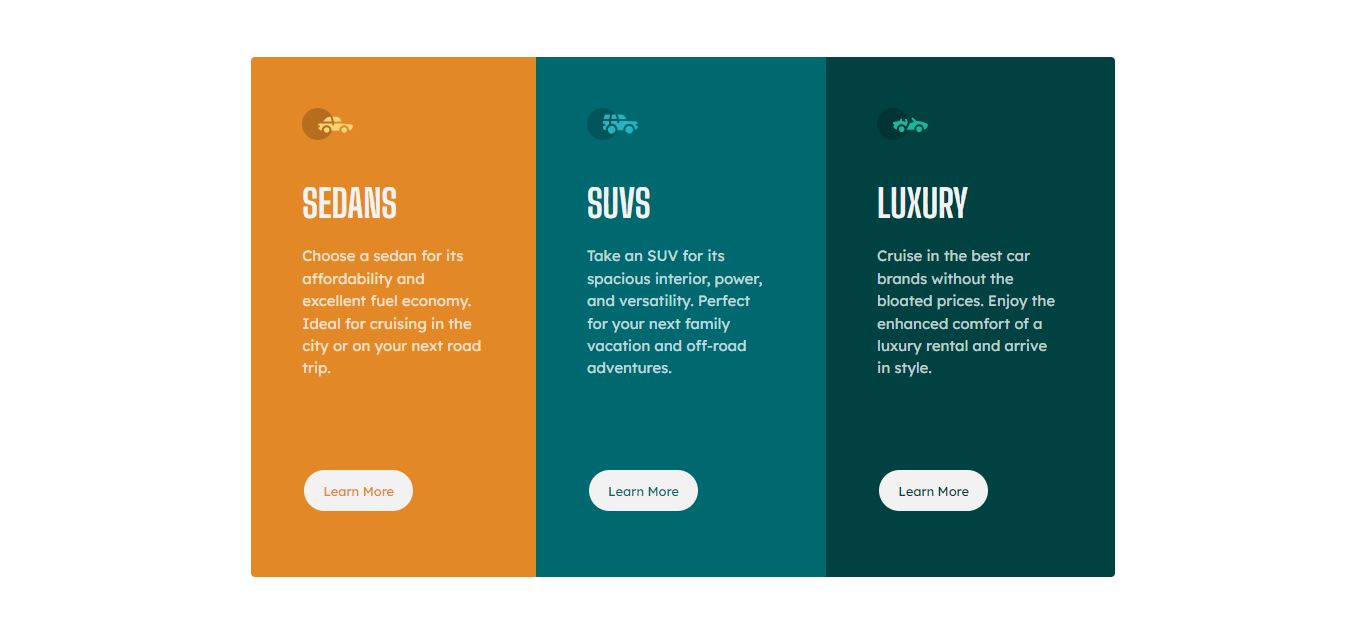 SEDANS
Choose a sedan for its
affordability and
excellent fuel economy.
Ideal for cruising in the
city or on your next road
trip.
Learn More
SUVS
Take an SUV for its
spacious interior, power,
and versatility. Perfect
for your next family
vacation and off-road
adventures.
Learn More
LUXURY
Cruise in the best car
brands without the
bloated prices. Enjoy the
enhanced comfort of a
luxury rental and arrive
in style.
Learn More